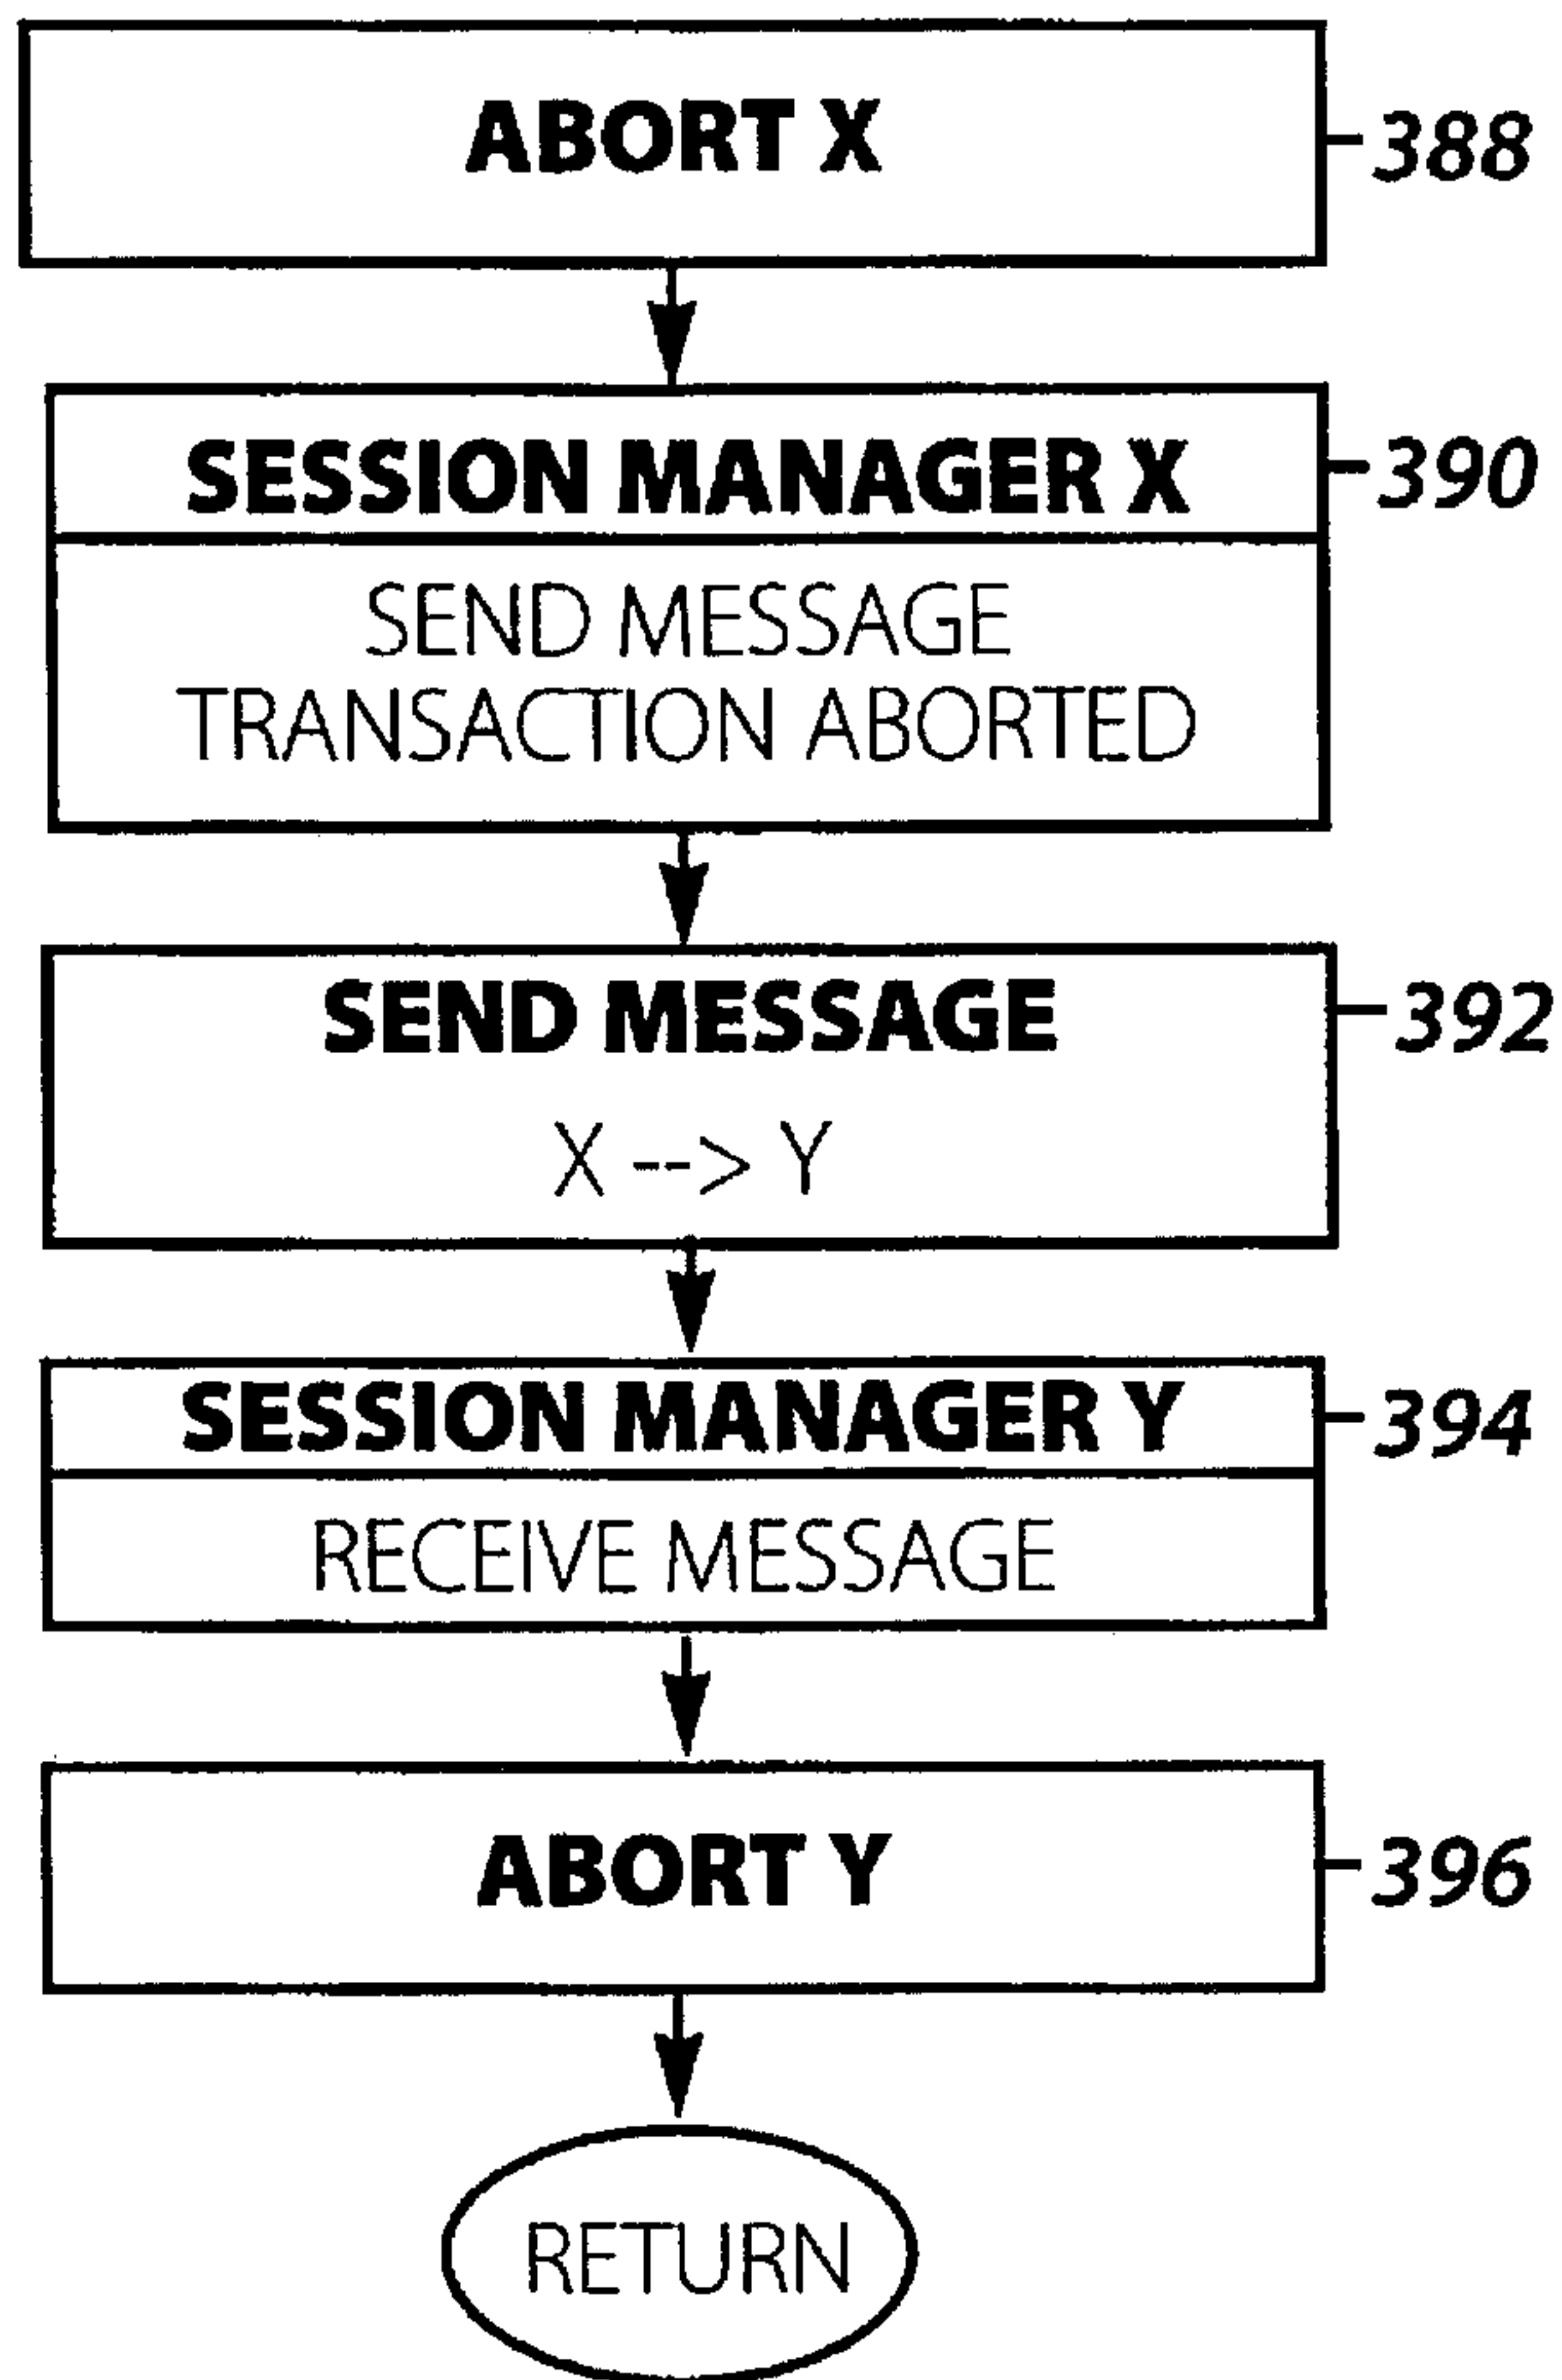 ABORT X
388
SESSION MANAGER X
390
SEND MESSAGE
TRANSACTION ABORTED
SEND MESSAGE
392
X --> Y
SESSION MANAGER Y
394
RECEIVE MESSAGE
ABORT Y
396
RETURN